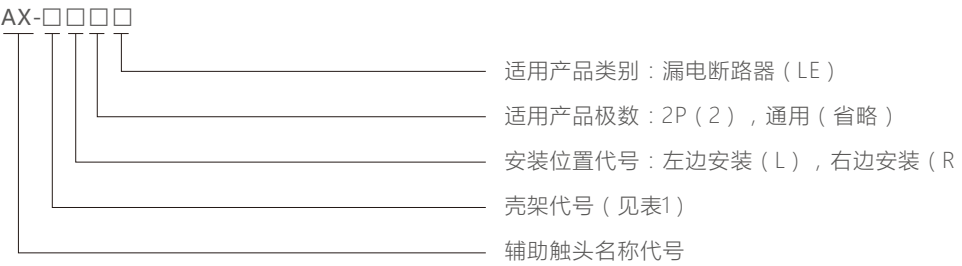 AX-□□□□
适用产品类别：漏电断路器（LE）
适用产品极数：2P（2），通用（省略）
安装位置代号：左边安装（L），右边安装（R
壳架代号（见表1）
辅助触头名称代号